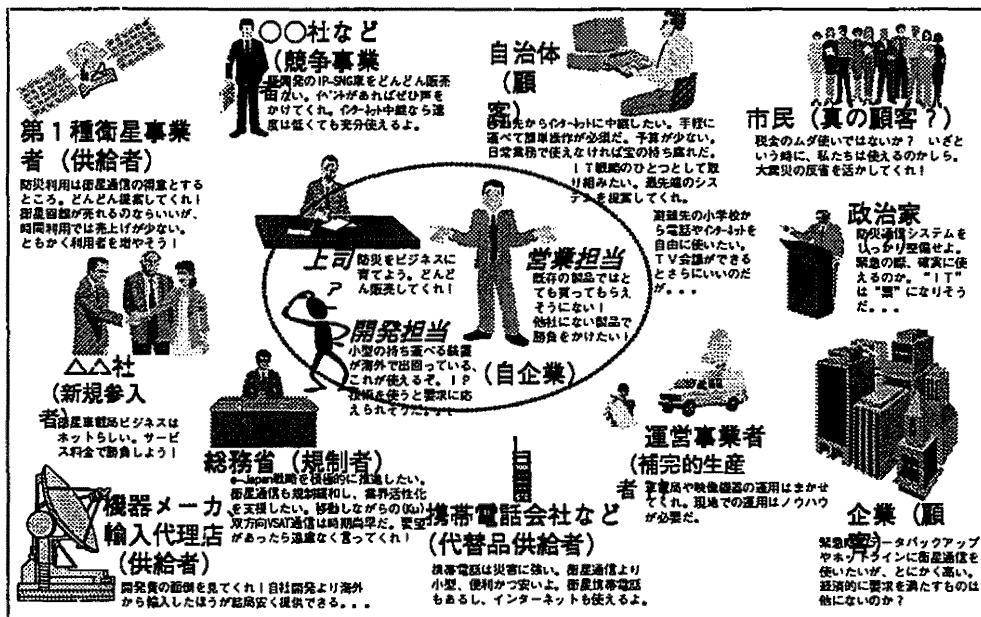 〇〇社など
（競争事業
者）
開発のIP-SNG車をどんどん販売
たい。イベントがあればぜひ声を
かけてくれ。インターネット中継なら速
度は低くても充分使えるよ。
自治体
（顧
客）
先からインターネットに中継したい。手軽に
運べて簡単操作が必須だ。予算が少ない。
日常業務で使えなければ宝の持ち腐れだ。
ＩＴ戦略のひとつとして取
り組みたい。最先端のシス
テムを提案してくれ。
市民（真の顧客？）
税金のムダ使いではないか？　いざと
いう時に、私たちは使えるのかしら。
大震災の反省を活かしてくれ！
第１種衛星事業
者（供給者）
防災利用は衛星通信の得意とする
ところ。どんどん提案してくれ！
衛星回線が売れるのならいいが、
時間利用では売上げが少ない。
ともかく利用者を増やそう！
避難先の小学校か
ら電話やインターネットを
自由に使いたい。
ＴＶ会議ができる
とさらにいいのだ
が．．．
政治家
防災通信システムを
しっかり整備せよ。
緊急の際、確実に使
えるのか。“ＩＴ”
は“票”になりそう
だ．．．
上司
防災をビジネスに
育てよう。どんど
ん販売してくれ！
営業担当
既存の製品ではと
ても買ってもらえ
そうにない！
他社にない製品で
勝負をかけたい！
?
開発担当
小型の持ち運べる装置
が海外で出回っている、
これが使えるぞ。ＩＰ
技術を使うと要求に応
えられそうだ
（自企業）
△△社
（新規参入
者）
衛星車載局ビジネスは
ホットらしい。サービ
ス料金で勝負しよう！
総務省（規制者）
e-Japan戦略を積極的に推進したい。
衛星通信も規制緩和し、業界活性化
を支援したい。移動しながらの(Ku)
双方向VSAT通信は時期尚早だ。要望
があったら遠慮なく言ってくれ！
運営事業者
（補完的生産
者）
車載局や映像機器の運用はまかせ
てくれ。現地での運用はノウハウ
が必要だ。
機器メーカ
輸入代理店
（供給者）
開発費の面倒を見てくれ！自社開発より海外
から輸入したほうが結局安く提供できる．．．
携帯電話会社など
（代替品供給者）
携帯電話は災害に強い。衛星通信より
小型、便利かつ安いよ。衛星携帯電話
もあるし、インターネットも使えるよ。
企業（顧
客）
緊急時のデータバックアップ
やホットラインに衛星通信を
使いたいが、とにかく高い。
経済的に要求を満たすものは
他にないのか？